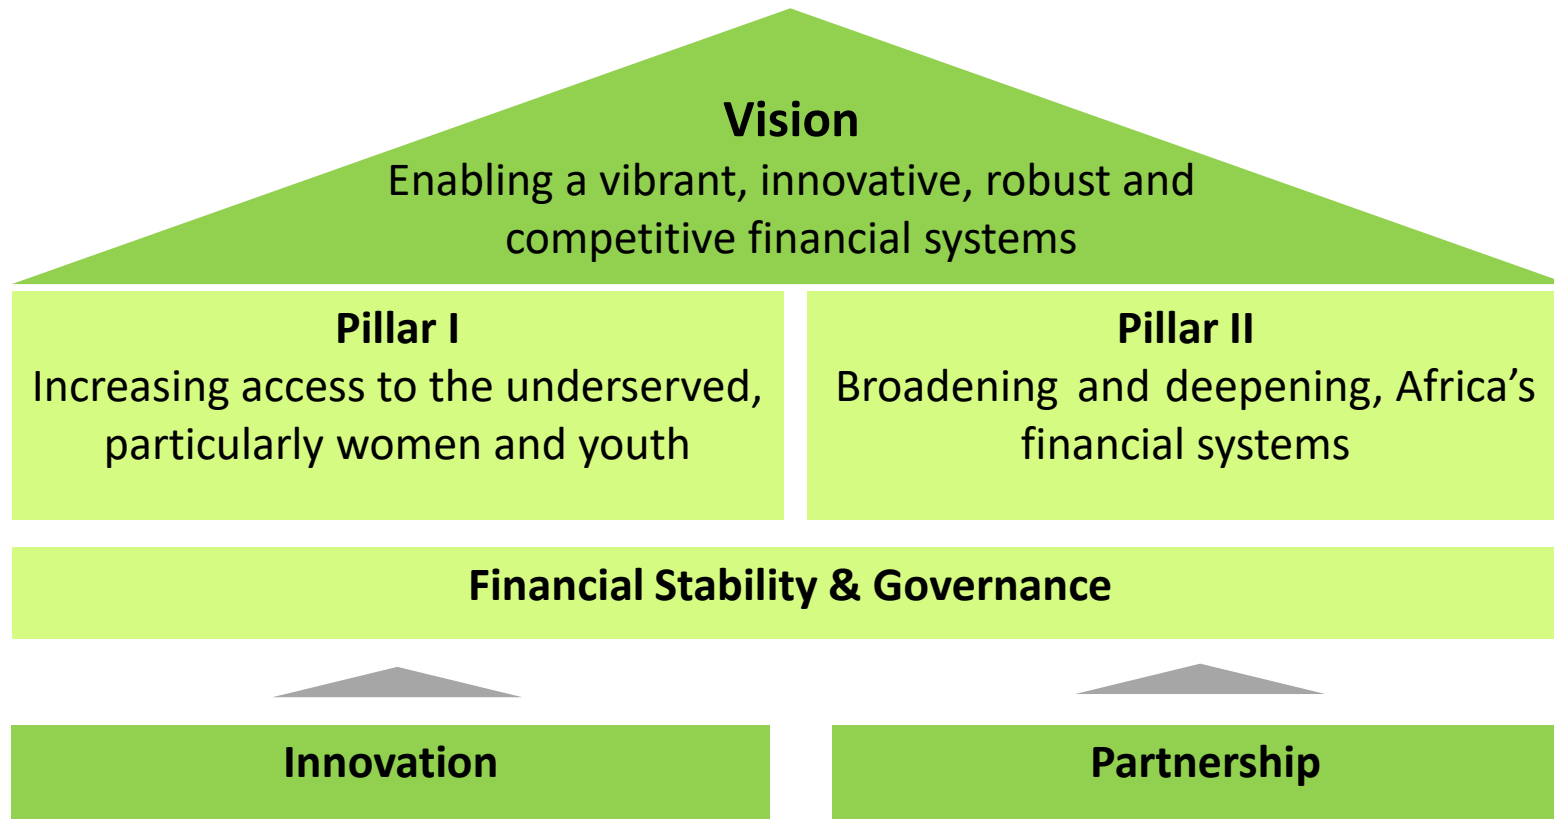 Vision
Enabling a vibrant, innovative, robust and
competitive financial systems
Pillar I
Increasing access to the underserved,
particularly women and youth
Pillar II
Broadening and deepening, Africa’s
financial systems
Financial Stability & Governance
Innovation
Partnership